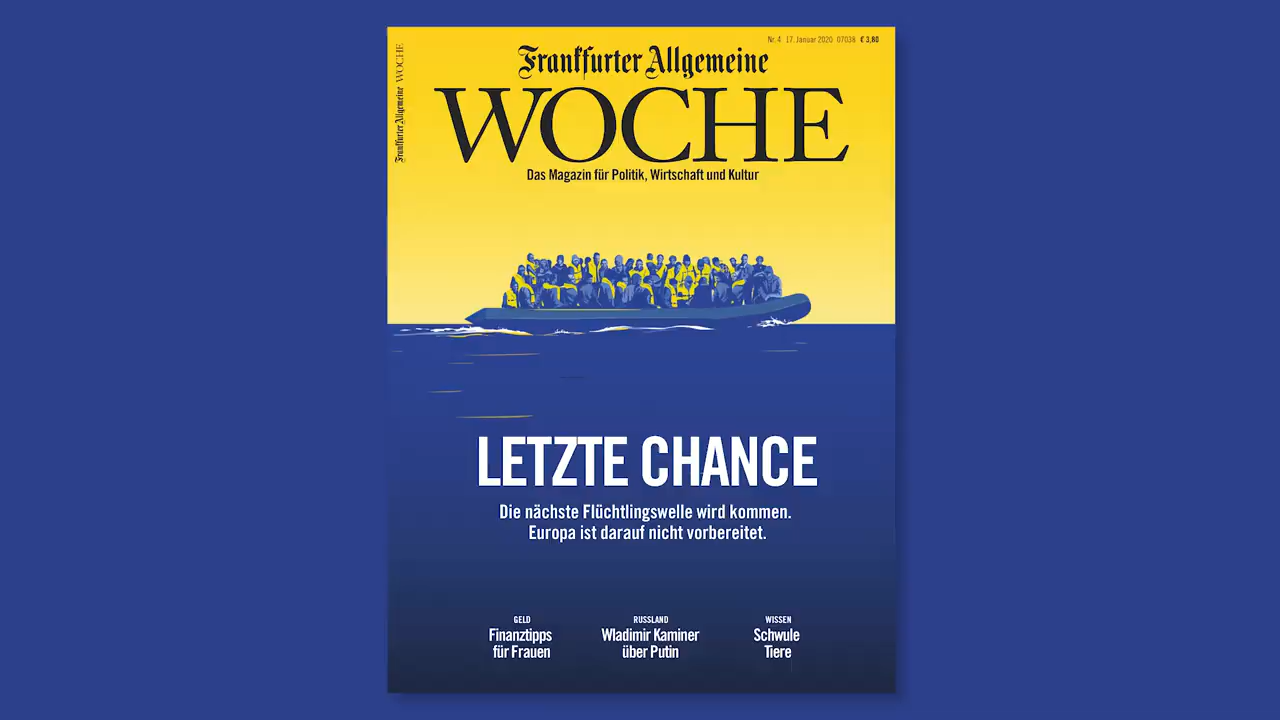 Nr. 4 17. Januar 2020 07038 € 3,80
Frankfurter Allgemeine WOCHE
Frankfurter Allgemeine
WOCHE
Das Magazin für Politik, Wirtschaft und Kultur
LETZTE CHANCE
Die nächste Flüchtlingswelle wird kommen.
Europa ist darauf nicht vorbereitet.
GELD
Finanztipps
für Frauen
RUSSLAND
Wladimir Kaminer
über Putin
WISSEN
Schwule
Tiere